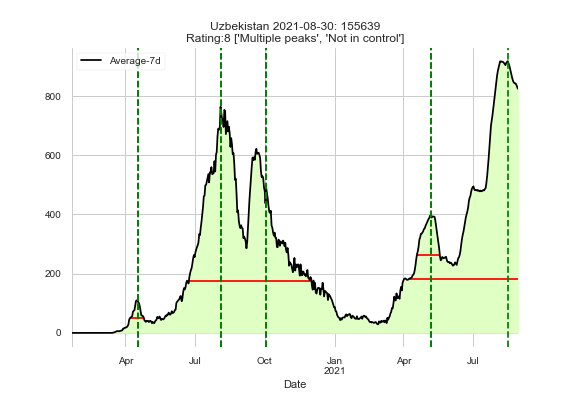 Uzbekistan 2021-08-30: 155639
Rating:8 ['Multiple peaks', 'Not in control']
Average-7d
800
600
400
200
0
Apr Jul Oct Jan Apr Jul
2021
Date